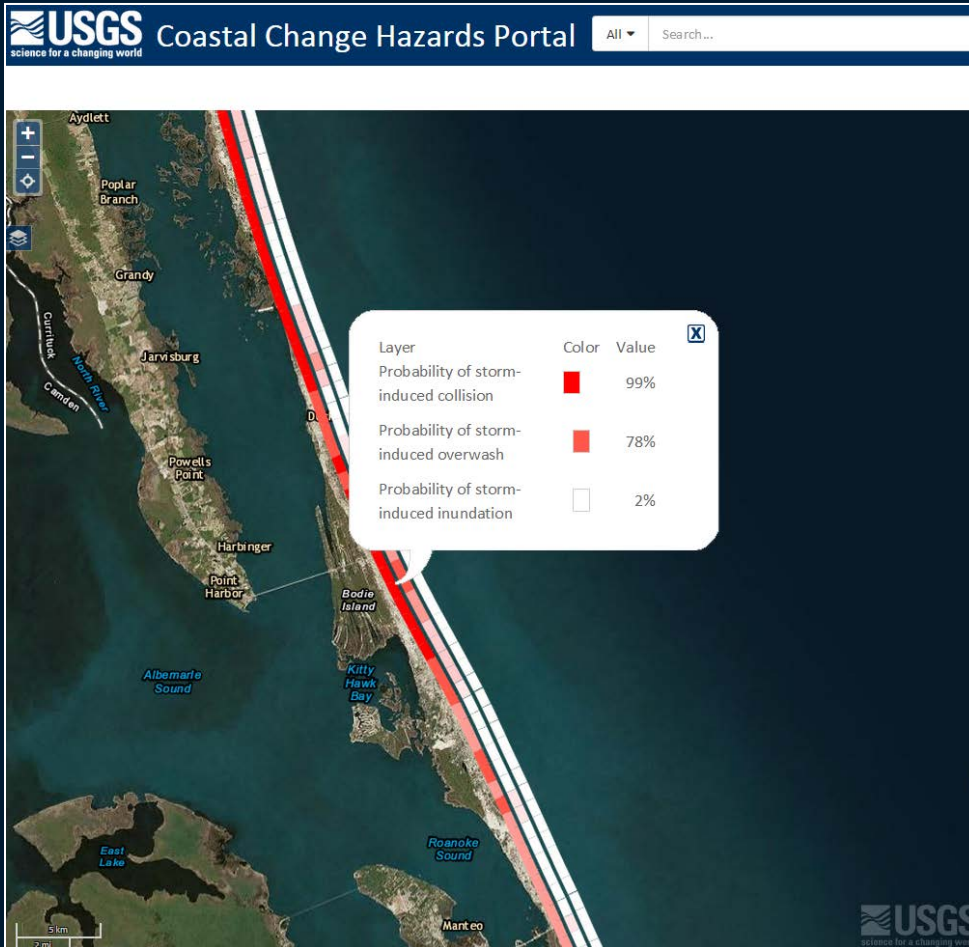 USGS
science for a changing world
Coastal Change Hazards Portal
All
Search...
+
−
Aydlett
Poplar
Branch
Grandy
Currituck
Camden
North River
Jarvisburg
Layer Color Value
X
Probability of storm-
induced collision
99%
Probability of storm-
induced overwash
78%
Probability of storm-
induced inundation
2%
Powells
Point
Harbinger
Point
Harbor
Bodie
Island
Albemarle
Sound
Kitty
Hawk
Bay
East
Lake
Roanoke
Sound
Manteo
5 km
2 mi
USGS
science for a changing